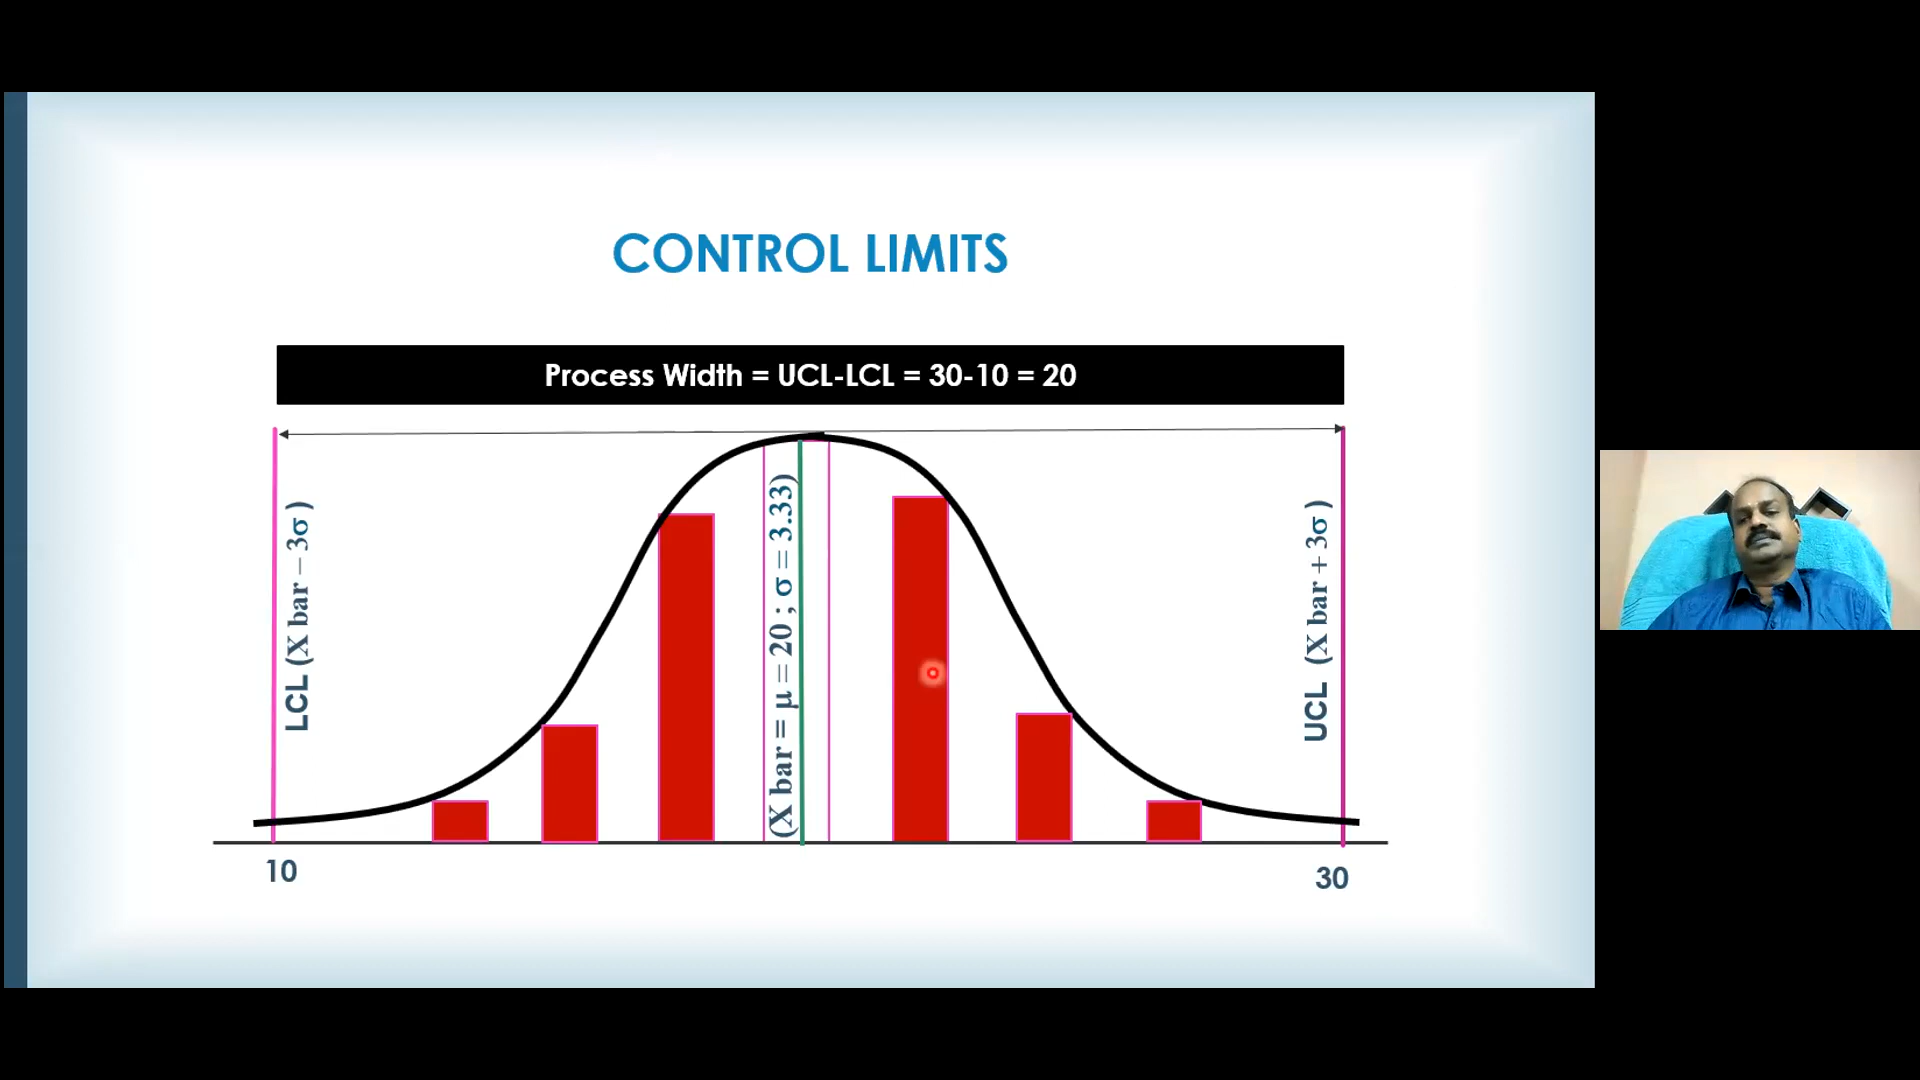 CONTROL LIMITS
Process Width = UCL-LCL = 30-10 = 20
LCL (X bar – 3σ )
(X bar = μ = 20 ; σ = 3.33)
UCL (X bar + 3σ )
10
30